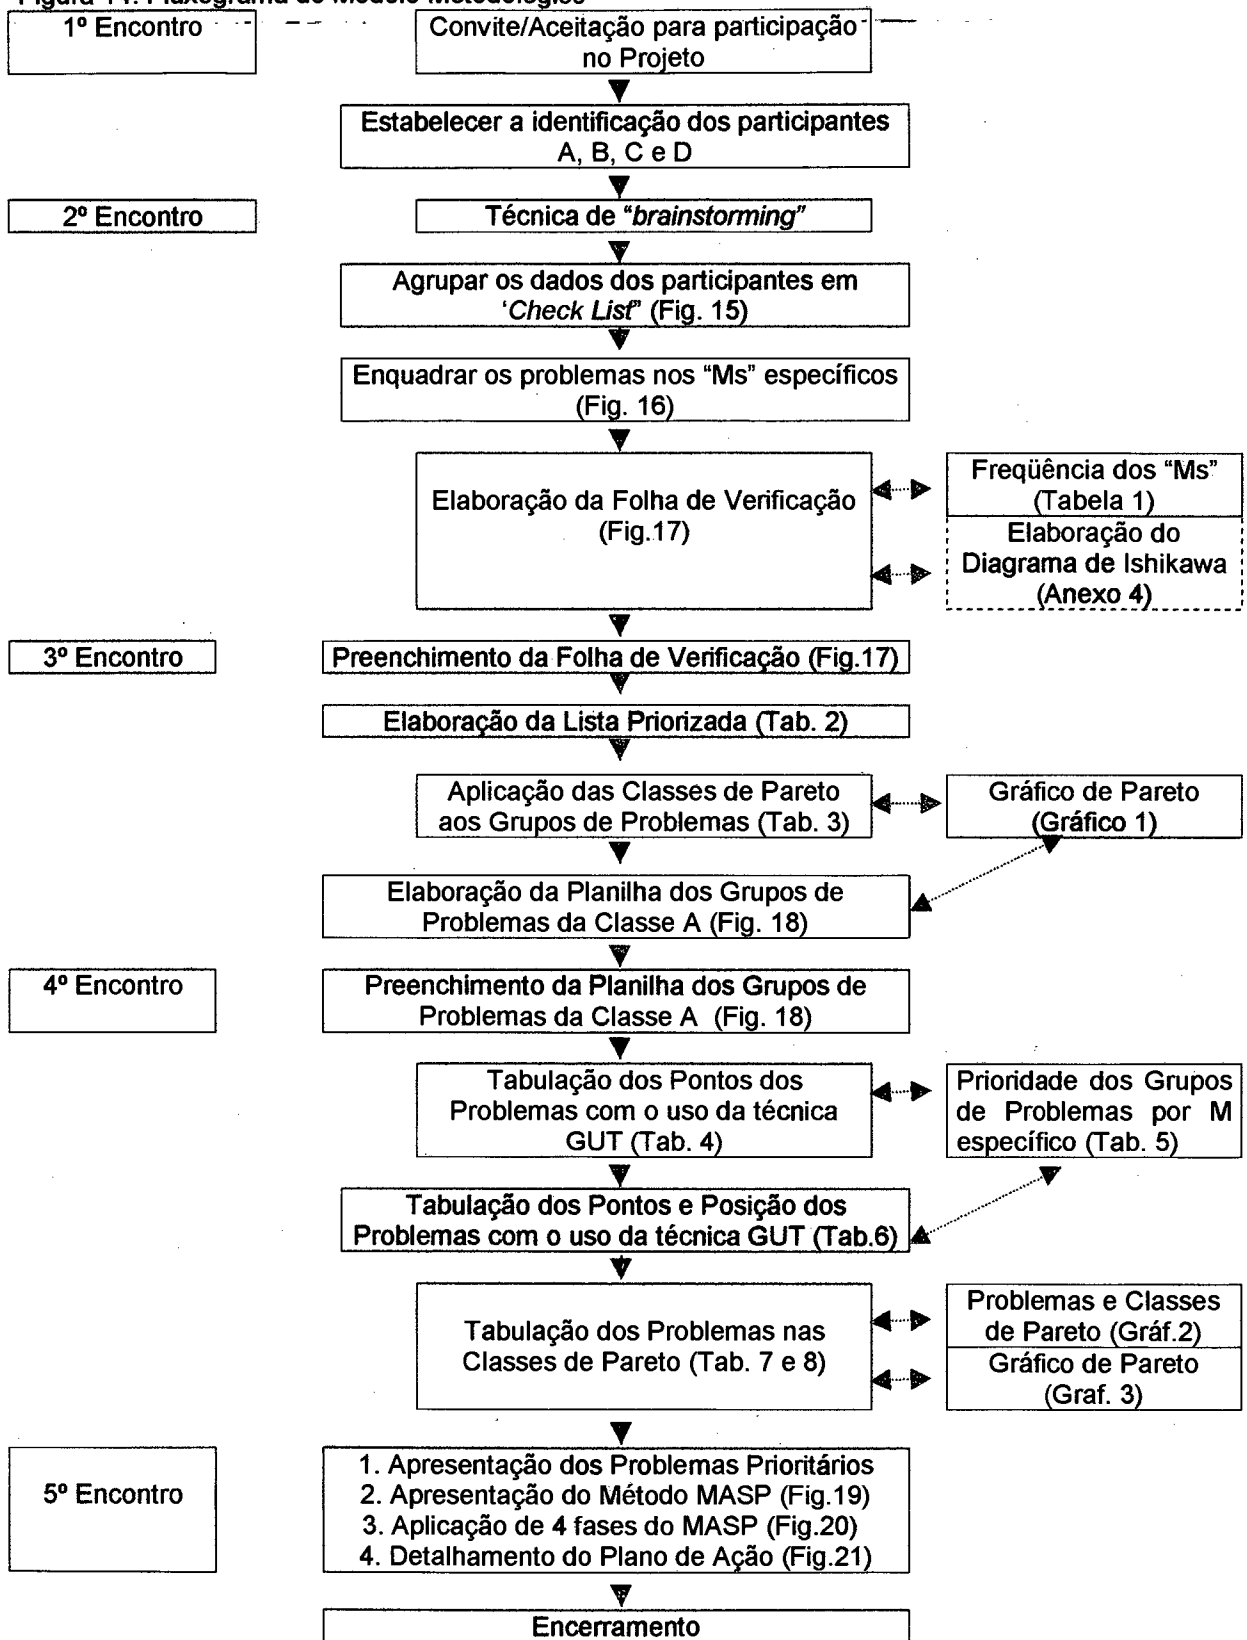 1º Encontro
Convite/Aceitação para participação
no Projeto
Estabelecer a identificação dos participantes
A, B, C e D
2º Encontro
Técnica de “brainstorming”
Agrupar os dados dos participantes em
‘Check List” (Fig. 15)
Enquadrar os problemas nos “Ms” específicos
(Fig. 16)
Elaboração da Folha de Verificação
(Fig.17)
Freqüência dos “Ms”
(Tabela 1)
Elaboração do
Diagrama de Ishikawa
(Anexo 4)
3º Encontro
Preenchimento da Folha de Verificação (Fig.17)
Elaboração da Lista Priorizada (Tab. 2)
Aplicação das Classes de Pareto
aos Grupos de Problemas (Tab. 3)
Gráfico de Pareto
(Gráfico 1)
Elaboração da Planilha dos Grupos de
Problemas da Classe A (Fig. 18)
4º Encontro
Preenchimento da Planilha dos Grupos de
Problemas da Classe A (Fig. 18)
Tabulação dos Pontos dos
Problemas com o uso da técnica
GUT (Tab. 4)
Prioridade dos Grupos
de Problemas por M
específico (Tab. 5)
Tabulação dos Pontos e Posição dos
Problemas com o uso da técnica GUT (Tab.6)
Tabulação dos Problemas nas
Classes de Pareto (Tab. 7 e 8)
Problemas e Classes
de Pareto (Gráf.2)
Gráfico de Pareto
(Graf. 3)
5º Encontro
1. Apresentação dos Problemas Prioritários
2. Apresentação do Método MASP (Fig.19)
3. Aplicação de 4 fases do MASP (Fig.20)
4. Detalhamento do Plano de Ação (Fig.21)
Encerramento